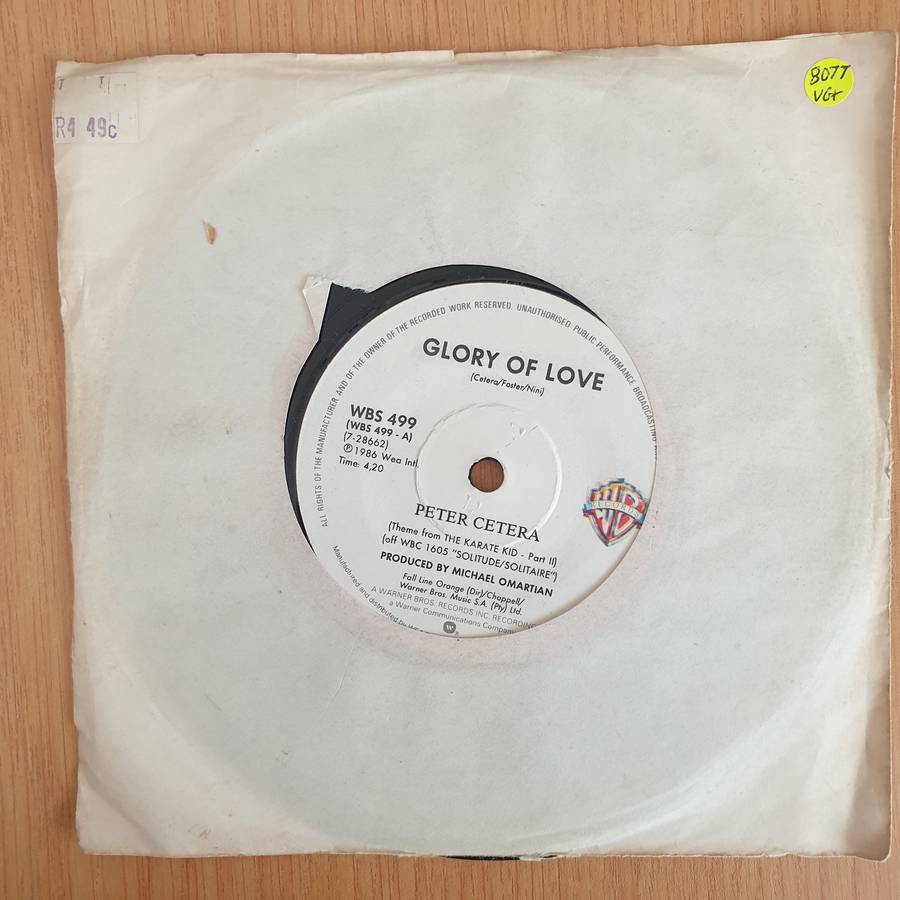 R4 49c
8077
VG+
ALL RIGHTS OF THE MANUFACTURER AND OF THE OWNER OF THE RECORDED WORK RESERVED. UNAUTHORISED PUBLIC PERFORMANCE BROADCASTING
GLORY OF LOVE
(Cetera/Foster/Nini)
WBS 499
(WBS 499 - A)
(7-28662)
℗ 1986 Wea Intl.
Time: 4,20
WB
RECORDS
PETER CETERA
(Theme from THE KARATE KID - Part II)
(off WBC 1605 "SOLITUDE/SOLITAIRE")
PRODUCED BY MICHAEL OMARTIAN
Fall Line Orange (Dir)/Chappell/
Warner Bros. Music S.A. (Pty) Ltd.
A WARNER BROS. RECORDS INC. RECORDING
a Warner Communications Company
Manufactured and distributed by